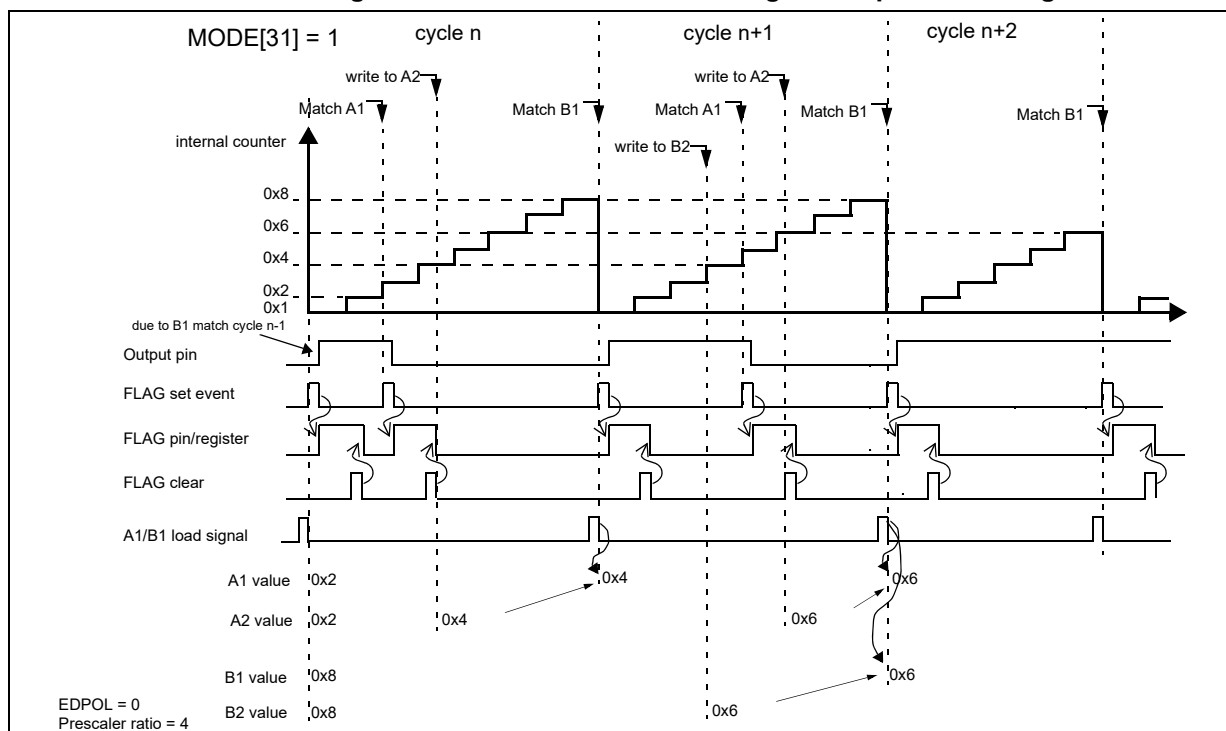 MODE[31] = 1
cycle n
cycle n+1
cycle n+2
write to A2
write to A2
Match A1
Match B1
Match A1
Match B1
Match B1
internal counter
write to B2
0x8
0x6
0x4
0x2
0x1
due to B1 match cycle n-1
Output pin
FLAG set event
FLAG pin/register
FLAG clear
A1/B1 load signal
A1 value 0x2 0x4 0x6
A2 value 0x2 0x4 0x6
B1 value 0x8 0x6
EDPOL = 0
B2 value 0x8 0x6
Prescaler ratio = 4